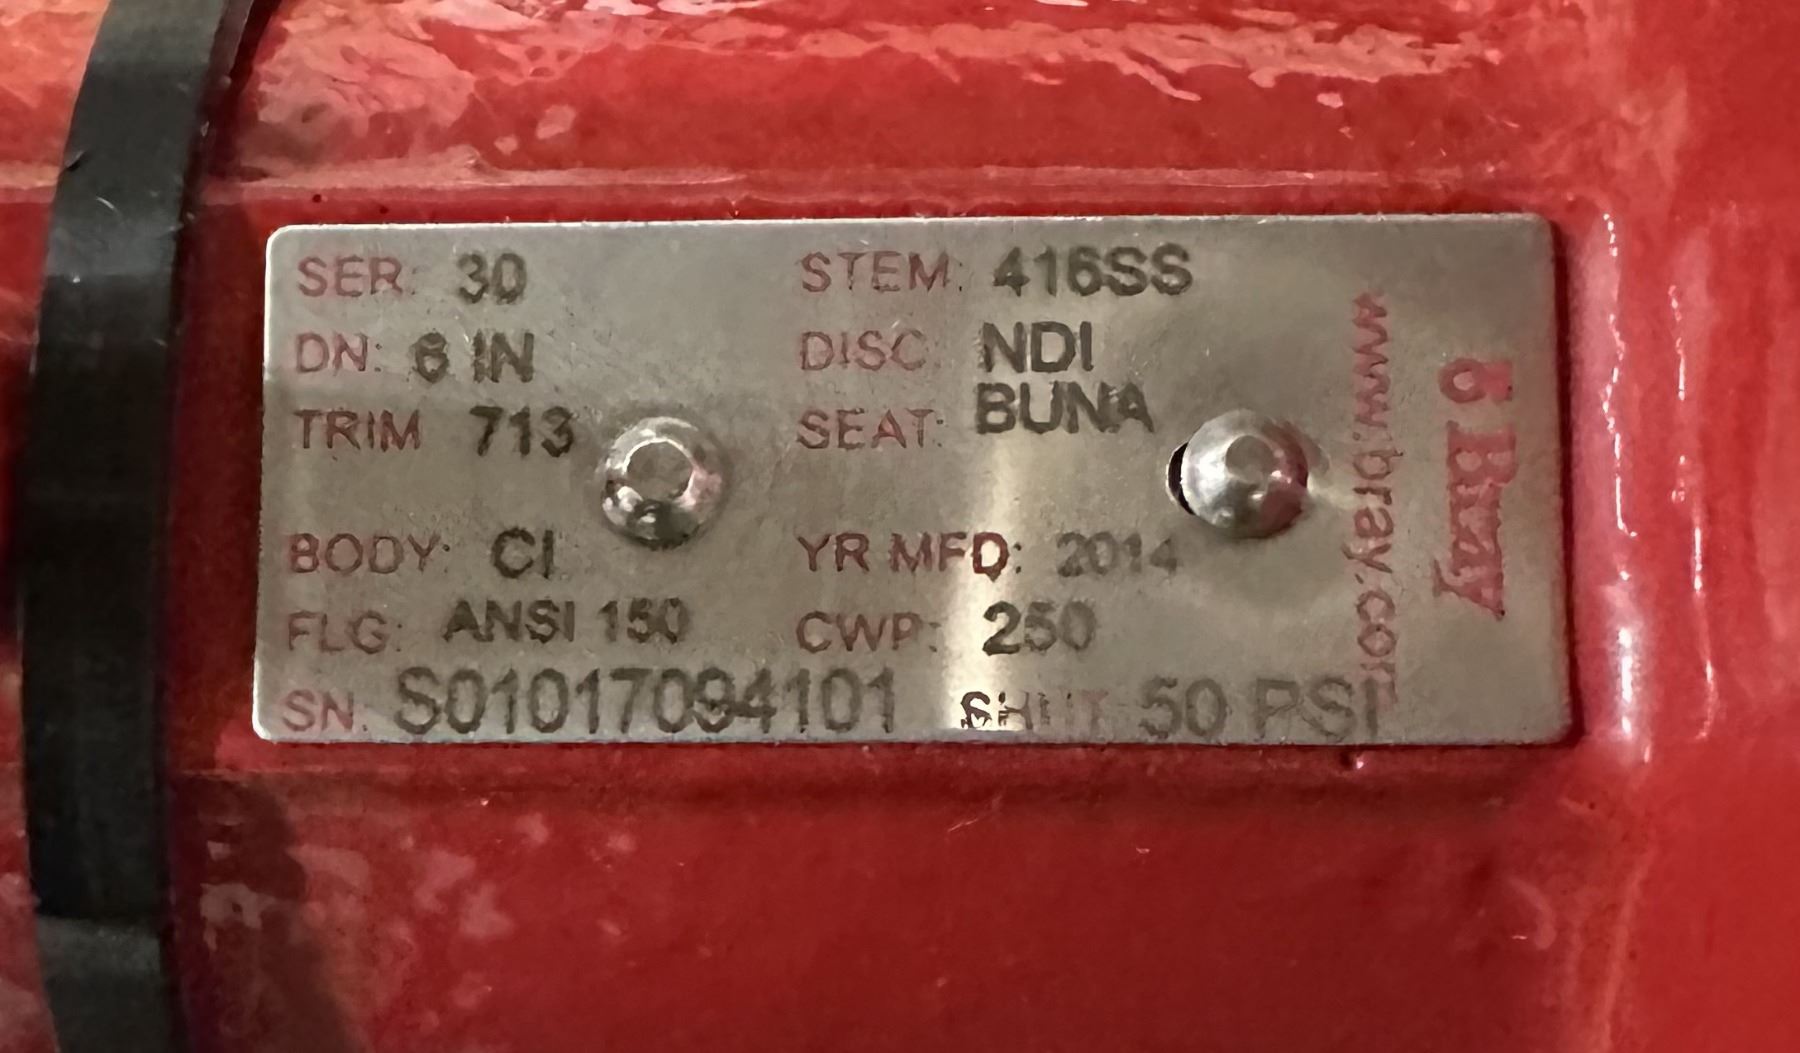 SER: 30 STEM: 416SS
DN: 6 IN DISC: NDI
TRIM 713 SEAT: BUNA
BODY: CI YR MFD: 2014
FLG: ANSI 150 CWP: 250
SN: S01017094101 SHUT 50 PSI
www.bray.com
Bray